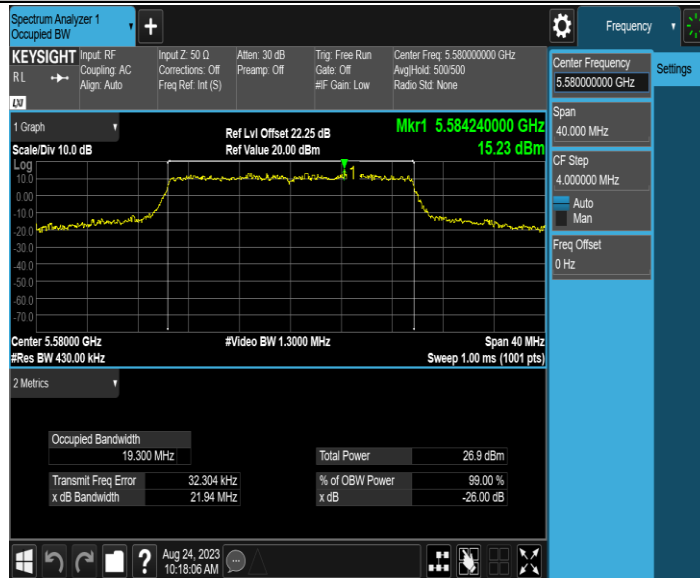 Spectrum Analyzer 1
Occupied BW
+
Frequency
KEYSIGHT
RL
LXI
Input: RF
Coupling: AC
Align: Auto
Input Z: 50 Ω
Corrections: Off
Freq Ref: Int (S)
Atten: 30 dB
Preamp: Off
Trig: Free Run
Gate: Off
#IF Gain: Low
Center Freq: 5.580000000 GHz
Avg|Hold: 500/500
Radio Std: None
Center Frequency
5.580000000 GHz
Settings
Span
40.000 MHz
CF Step
4.000000 MHz
Auto
Man
Freq Offset
0 Hz
1 Graph
Scale/Div 10.0 dB
Ref Lvl Offset 22.25 dB
Ref Value 20.00 dBm
Mkr1 5.584240000 GHz
15.23 dBm
Log
10.0
0.00
-10.0
-20.0
-30.0
-40.0
-50.0
-60.0
-70.0
1
Center 5.58000 GHz
#Video BW 1.3000 MHz
Span 40 MHz
#Res BW 430.00 kHz
Sweep 1.00 ms (1001 pts)
2 Metrics
Occupied Bandwidth
19.300 MHz
Total Power 26.9 dBm
Transmit Freq Error 32.304 kHz
% of OBW Power 99.00 %
x dB Bandwidth 21.94 MHz
x dB -26.00 dB
?
Aug 24, 2023
10:18:06 AM